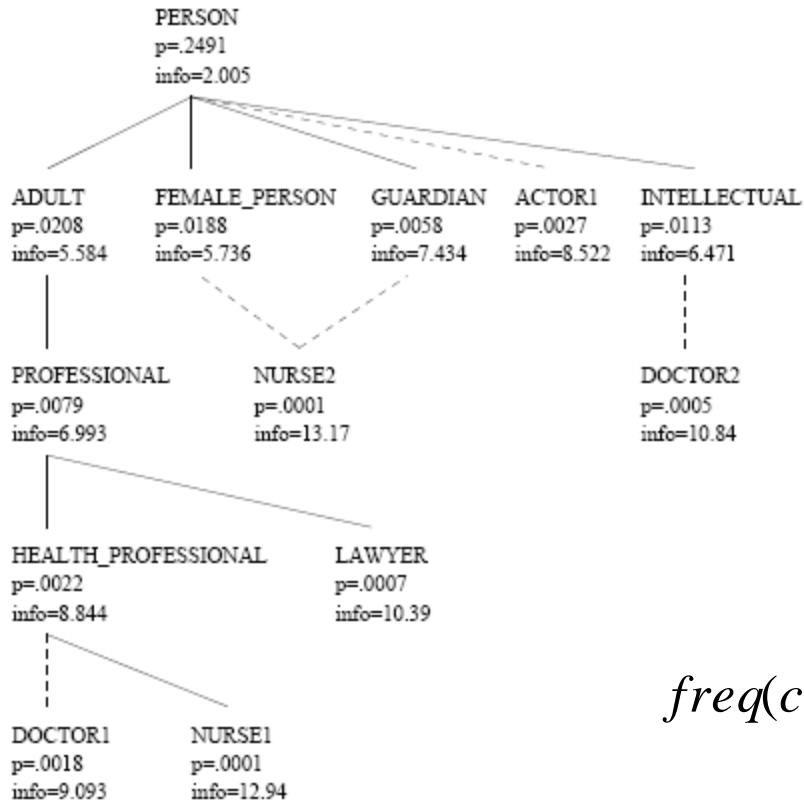 PERSON
p=.2491
info=2.005
ADULT FEMALE_PERSON GUARDIAN ACTOR1 INTELLECTUAL
p=.0208 p=.0188 p=.0058 p=.0027 p=.0113
info=5.584 info=5.736 info=7.434 info=8.522 info=6.471
PROFESSIONAL NURSE2 DOCTOR2
p=.0079 p=.0001 p=.0005
info=6.993 info=13.17 info=10.84
HEALTH_PROFESSIONAL LAWYER
p=.0022 p=.0007
info=8.844 info=10.39
freq(c
DOCTOR1 NURSE1
p=.0018 p=.0001
info=9.093 info=12.94